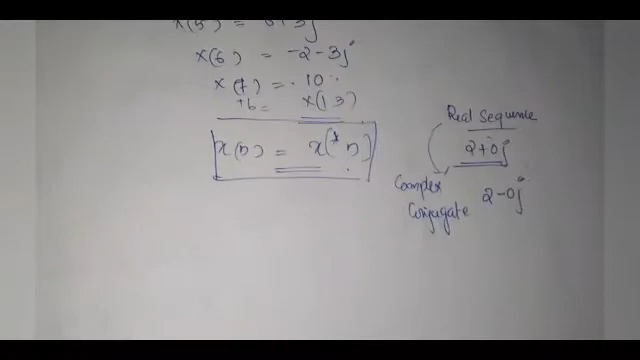 x(6) = -2-3j
x(7) = 10
x(13)
x(n) = x(*n)
Real Sequence
2+0j
Complex
Conjugate 2-0j